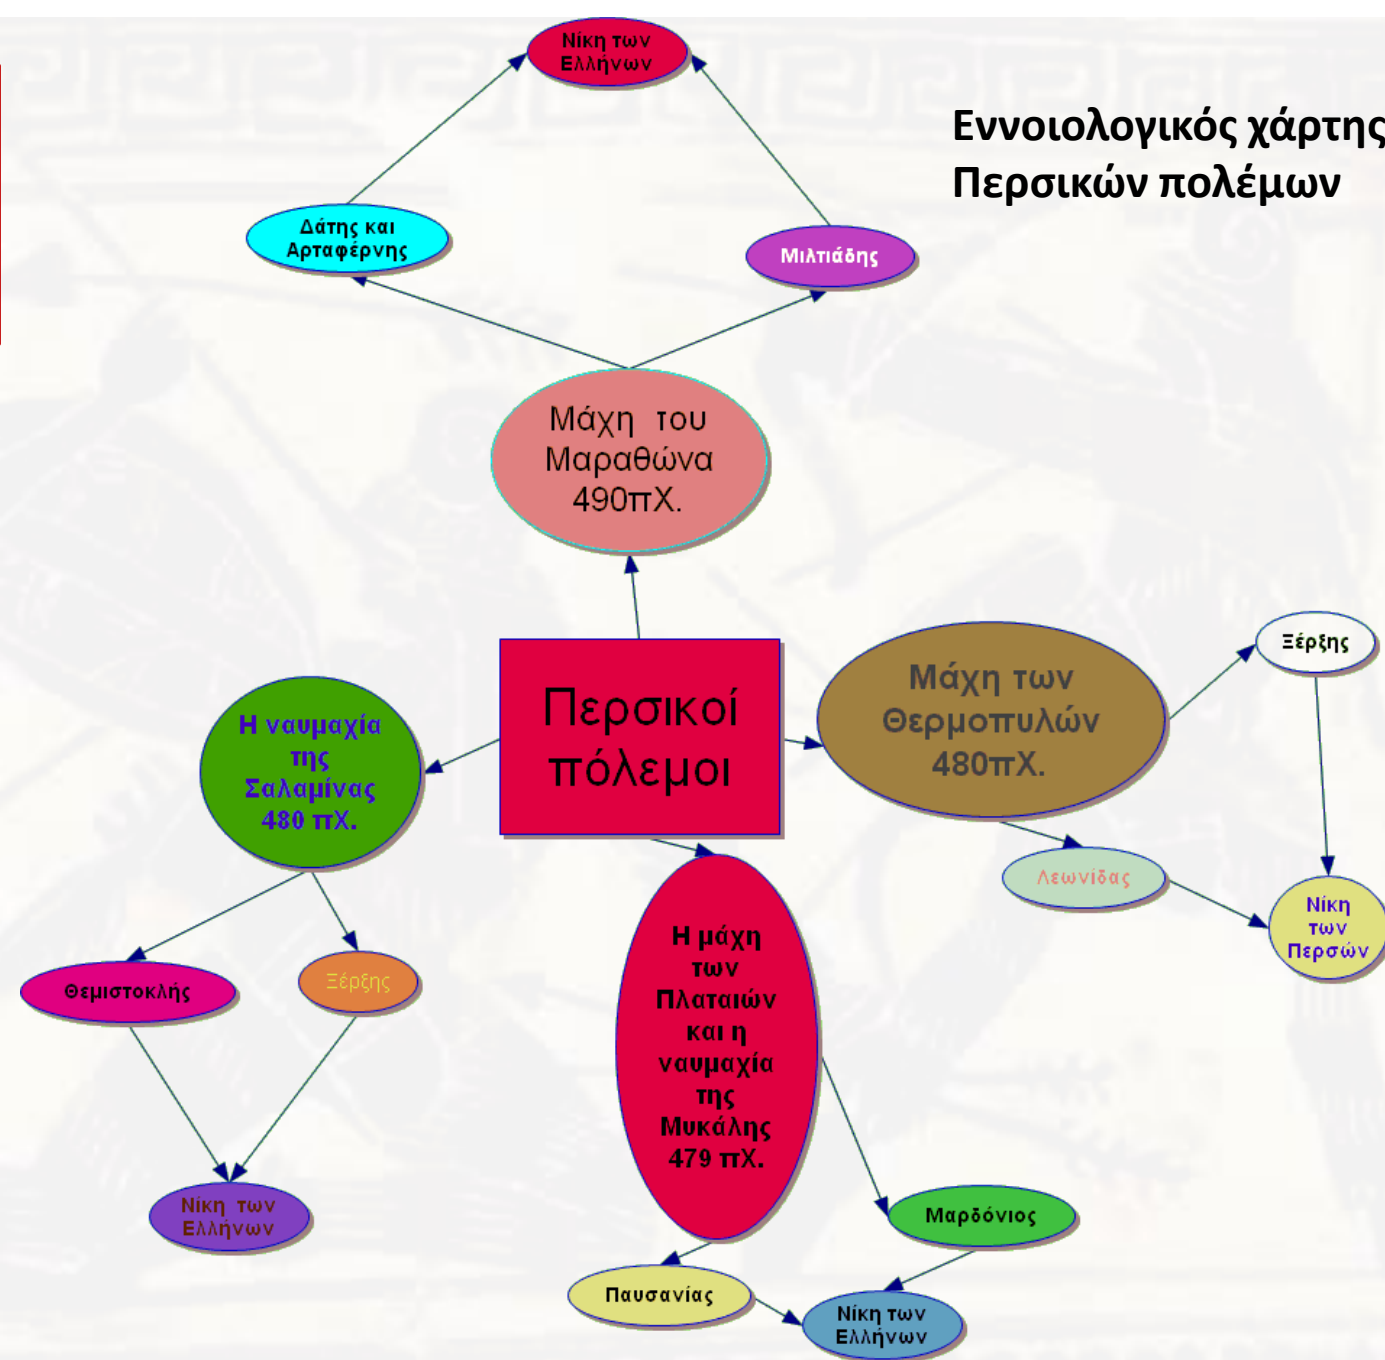 Νίκη των
Ελλήνων
Εννοιολογικός χάρτης
Περσικών πολέμων
Δάτης και
Αρταφέρνης
Μιλτιάδης
Μάχη του
Μαραθώνα
490πΧ.
Περσικοί
πόλεμοι
Μάχη των
Θερμοπυλών
480πΧ.
Ξέρξης
Λεωνίδας
Νίκη
των
Περσών
Η ναυμαχία
της
Σαλαμίνας
480 πΧ.
Θεμιστοκλής
Ξέρξης
Νίκη των
Ελλήνων
Η μάχη
των
Πλαταιών
και η
ναυμαχία
της
Μυκάλης
479 πΧ.
Μαρδόνιος
Παυσανίας
Νίκη των
Ελλήνων